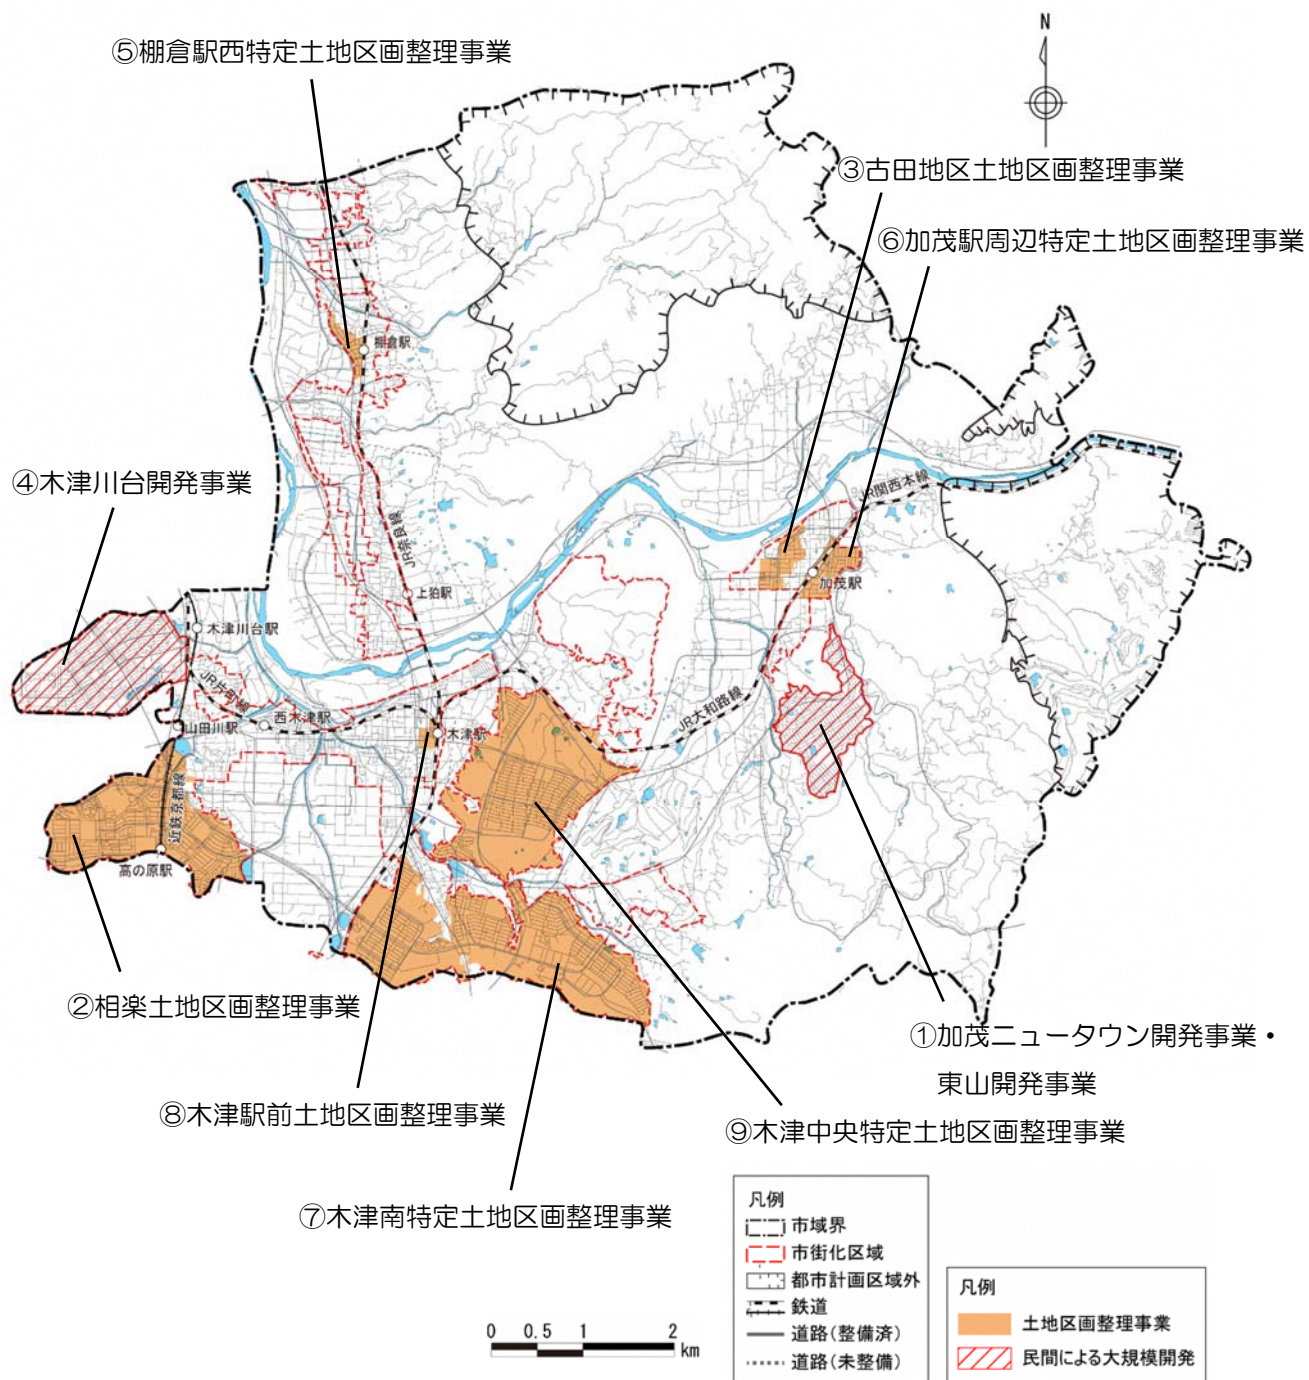 N
⑤棚倉駅西特定土地区画整理事業
③古田地区土地区画整理事業
⑥加茂駅周辺特定土地区画整理事業
棚倉駅
④木津川台開発事業
JR関西本線
JR奈良線
加茂駅
上狛駅
木津川台駅
JR片町線
JR大和路線
西木津駅
山田川駅
木津駅
近鉄京都線
高の原駅
②相楽土地区画整理事業
①加茂ニュータウン開発事業・
東山開発事業
⑧木津駅前土地区画整理事業
⑨木津中央特定土地区画整理事業
⑦木津南特定土地区画整理事業
凡例
市域界
市街化区域
都市計画区域外
鉄道
道路(整備済)
道路(未整備)
凡例
土地区画整理事業
民間による大規模開発
0 0.5 1 2
km